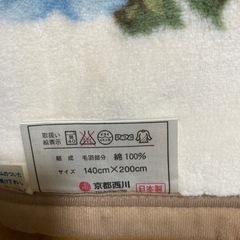 取扱い
絵表示
組成 毛羽部分 綿100%
サイズ 140cm×200cm
京都西川
日本製